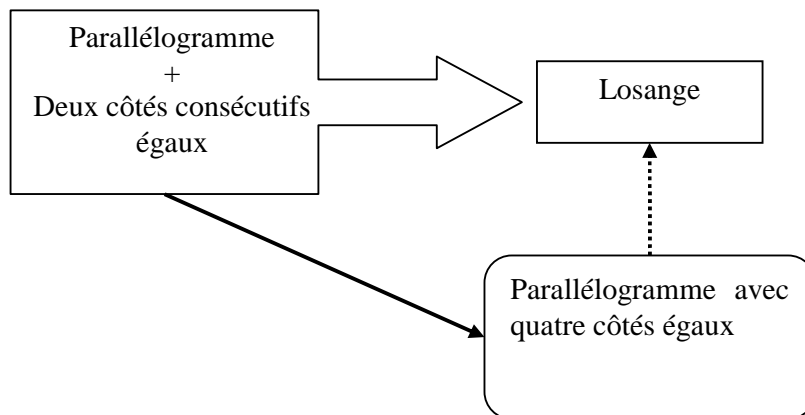 Parallélogramme
+
Deux côtés consécutifs
égaux
Losange
Parallélogramme avec
quatre côtés égaux